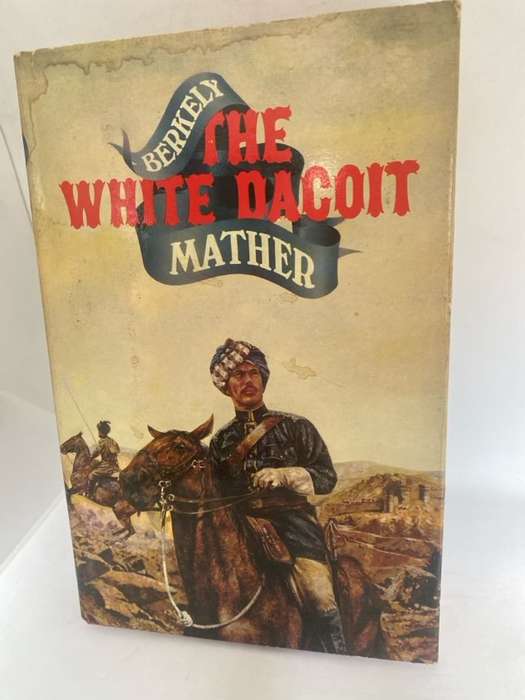 BERKELY
THE
WHITE DACOIT
MATHER